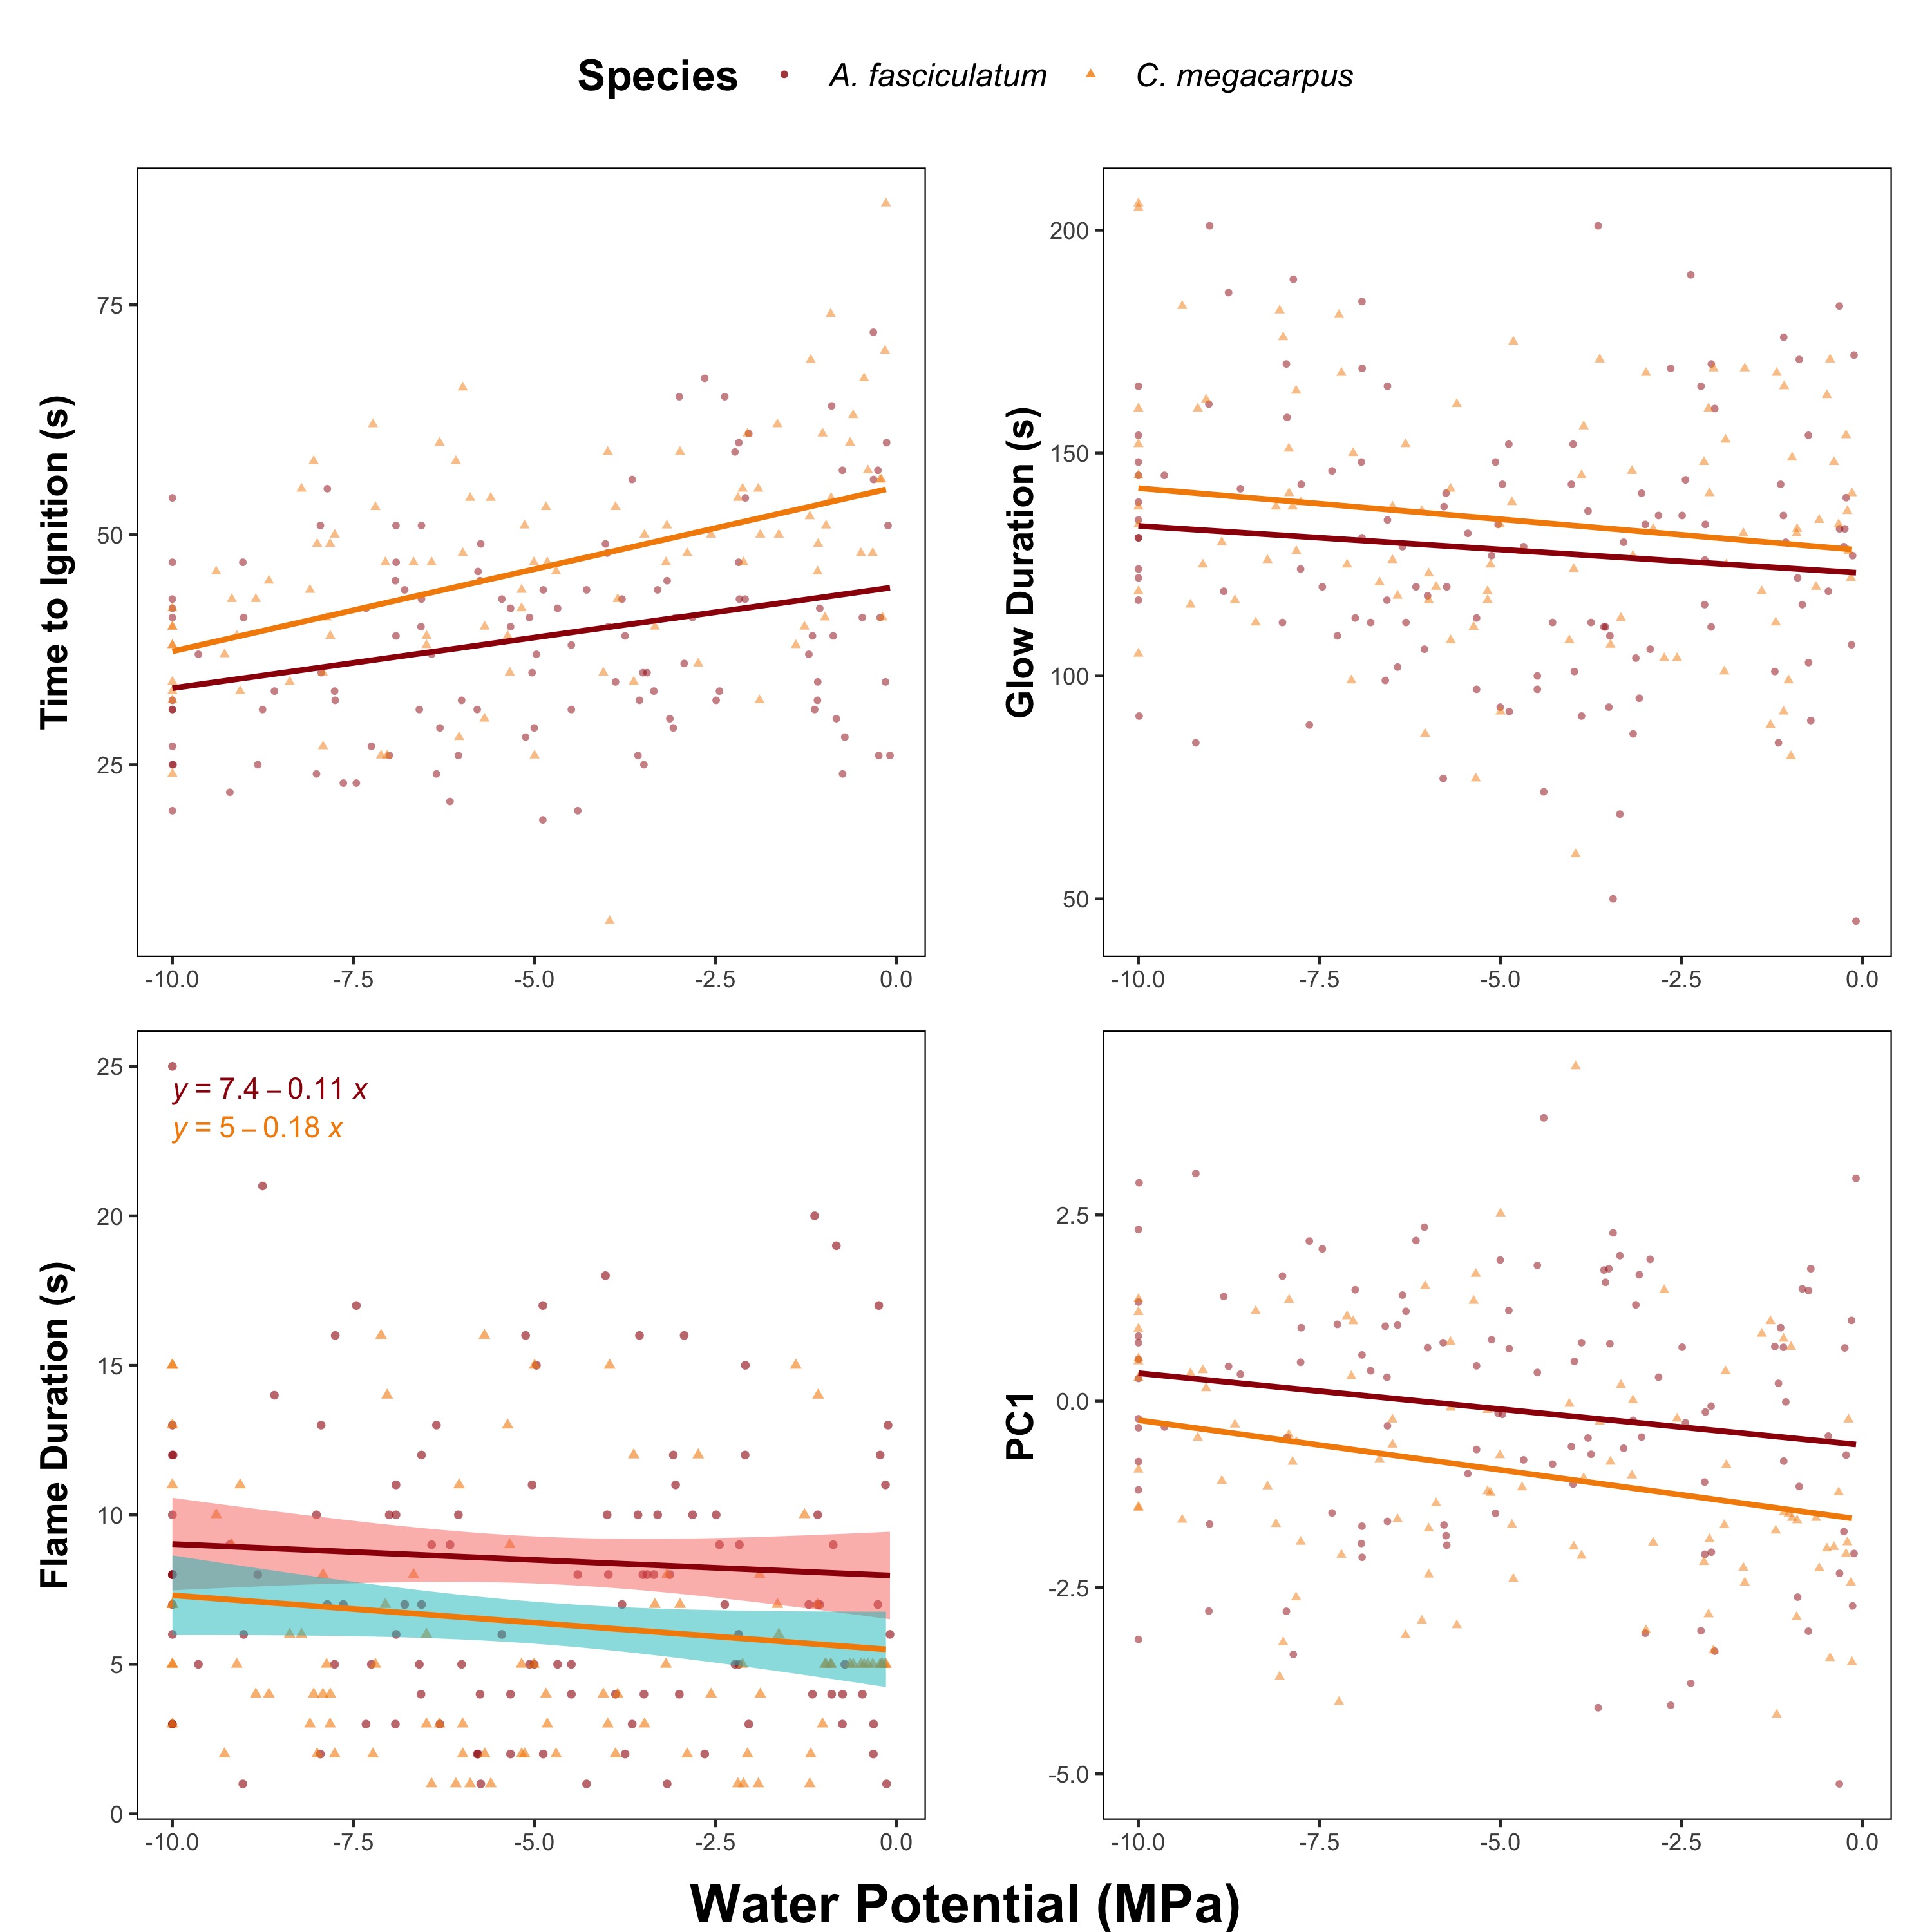 Species A. fasciculatum C. megacarpus
Time to Ignition (s)
75
50
25
-10.0 -7.5 -5.0 -2.5 0.0
Glow Duration (s)
200
150
100
50
-10.0 -7.5 -5.0 -2.5 0.0
Flame Duration (s)
25
20
15
10
5
0
y = 7.4 – 0.11 x
y = 5 – 0.18 x
-10.0 -7.5 -5.0 -2.5 0.0
PC1
2.5
0.0
-2.5
-5.0
-10.0 -7.5 -5.0 -2.5 0.0
Water Potential (MPa)